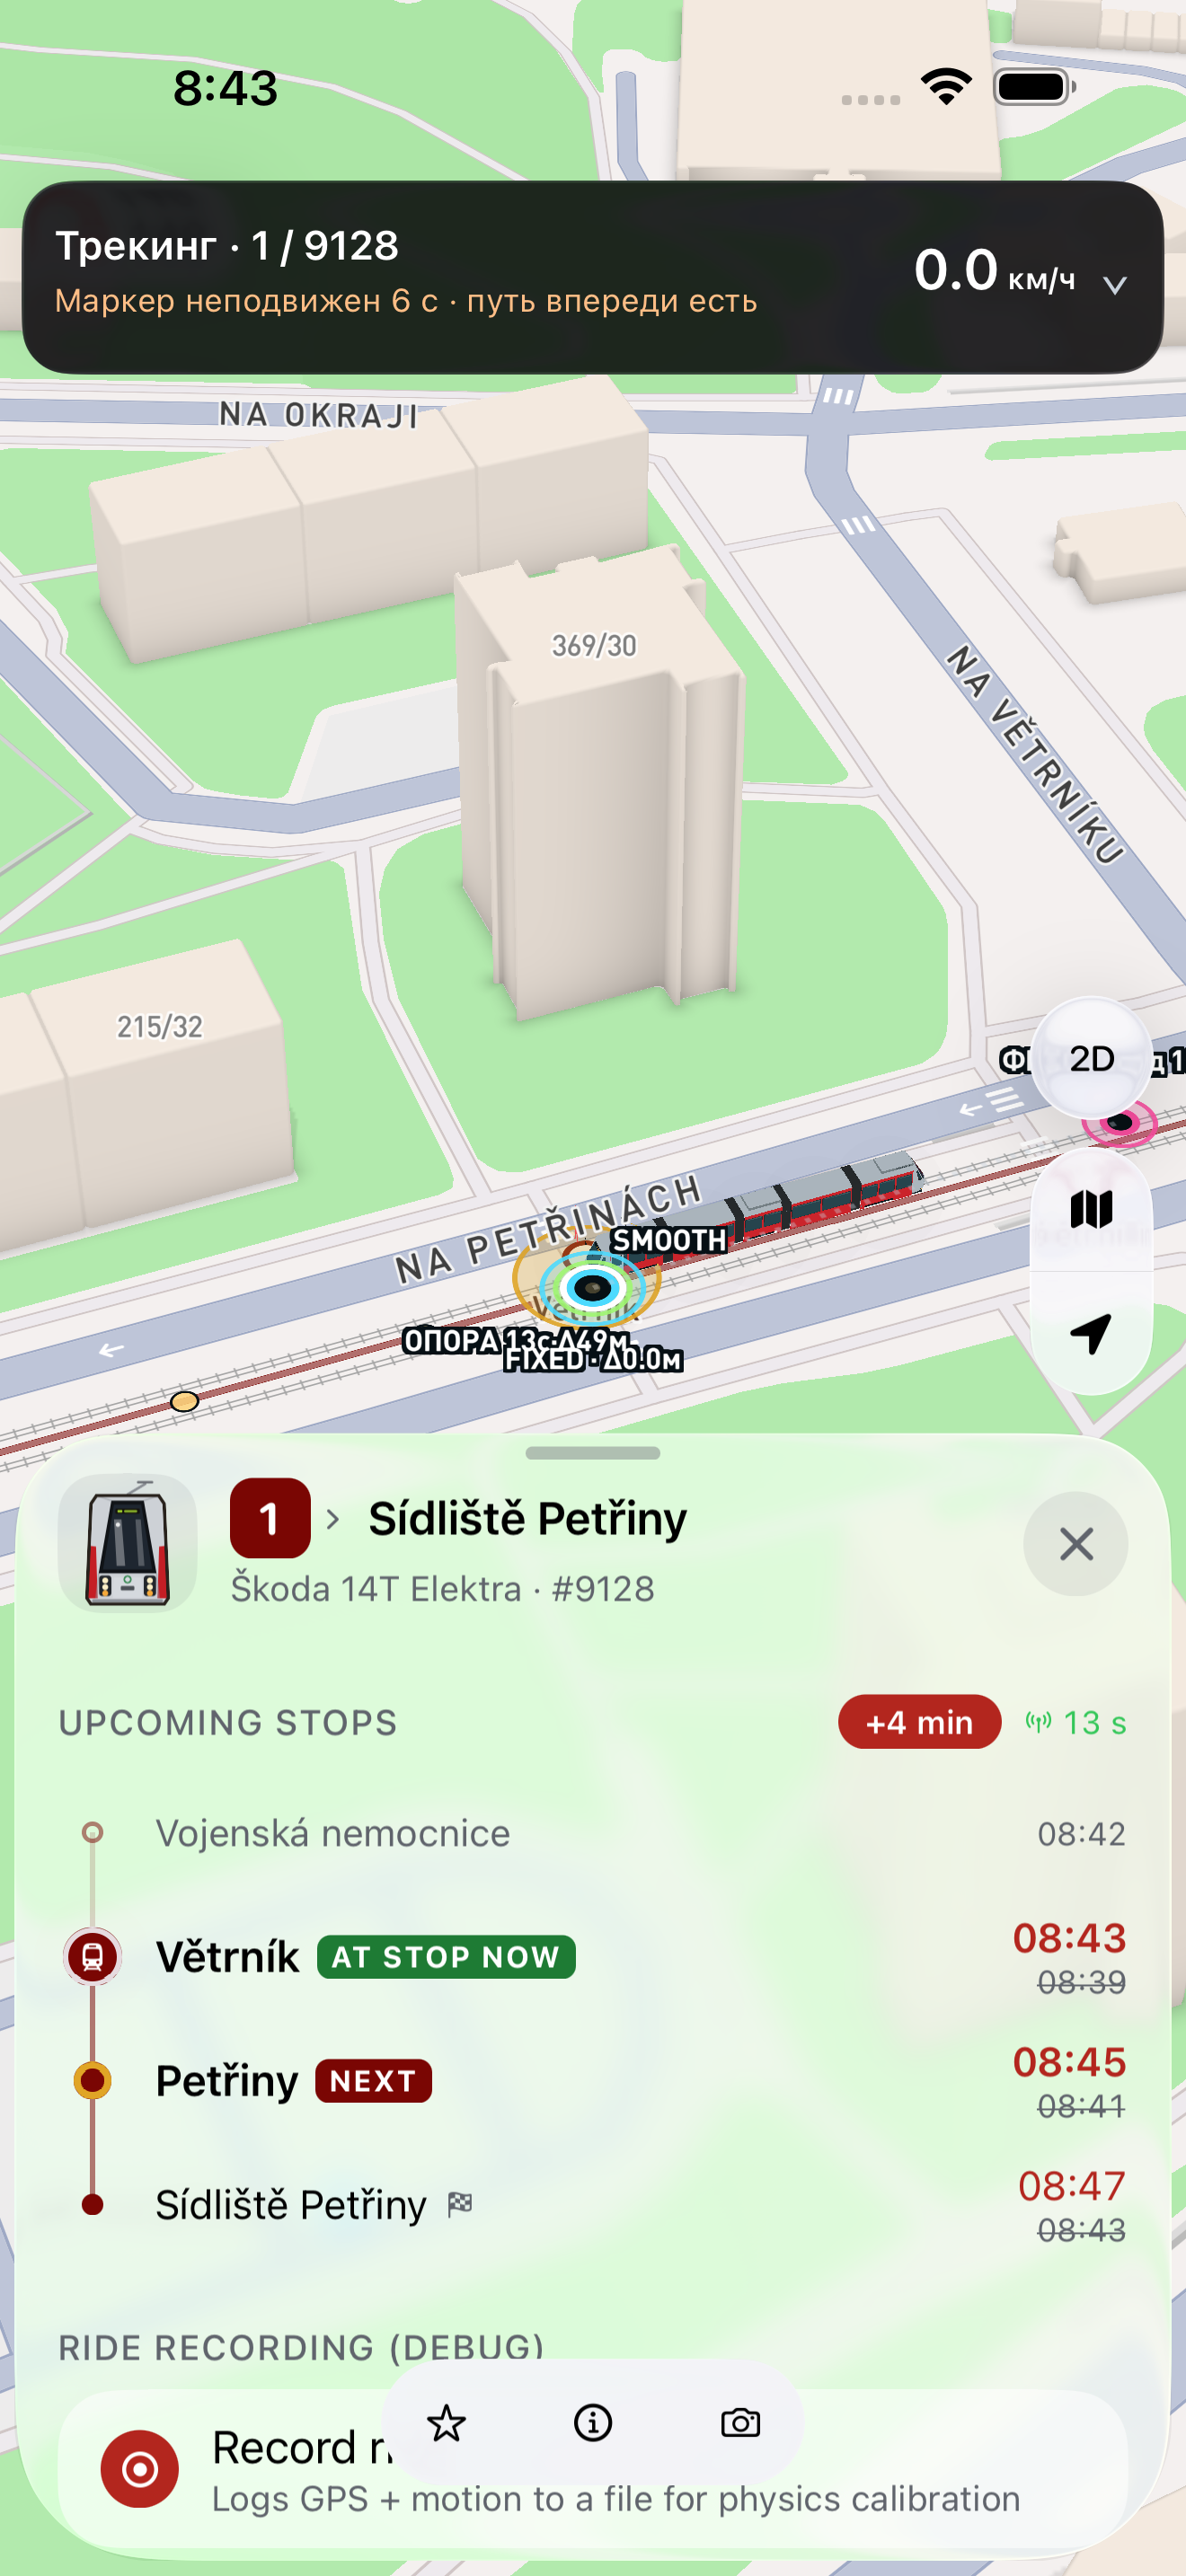 8:43
Трекинг · 1 / 9128
Маркер неподвижен 6 с · путь впереди есть
0.0 км/ч
NA OKRAJI
369/30
NA VĚTRNÍKU
215/32
2D
NA PETŘINÁCH
SMOOTH
ОПОРА 13с·Δ49м
FIXED · Δ0.0м
1 › Sídliště Petřiny
Škoda 14T Elektra · #9128
UPCOMING STOPS
+4 min
13 s
Vojenská nemocnice
08:42
Větrník AT STOP NOW
08:43
08:39
Petřiny NEXT
08:45
08:41
Sídliště Petřiny
08:47
08:43
RIDE RECORDING (DEBUG)
Record
Logs GPS + motion to a file for physics calibration